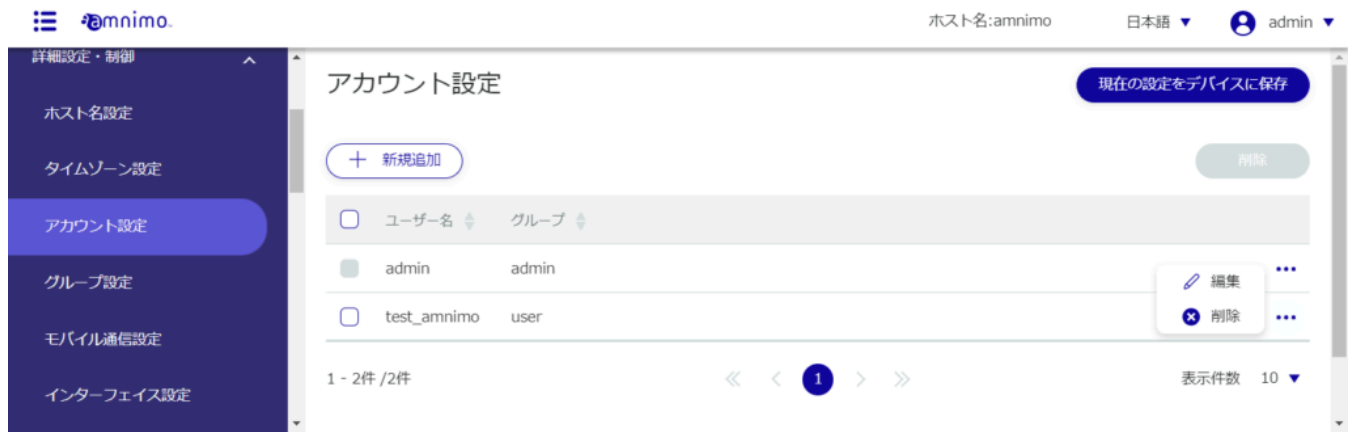 amnimo
ホスト名:amnimo
日本語
admin
詳細設定・制御
ホスト名設定
タイムゾーン設定
アカウント設定
グループ設定
モバイル通信設定
インターフェイス設定
アカウント設定
現在の設定をデバイスに保存
新規追加
削除
ユーザー名 グループ
admin admin
test_amnimo user
編集
削除
1 - 2件 /2件
1
表示件数 10